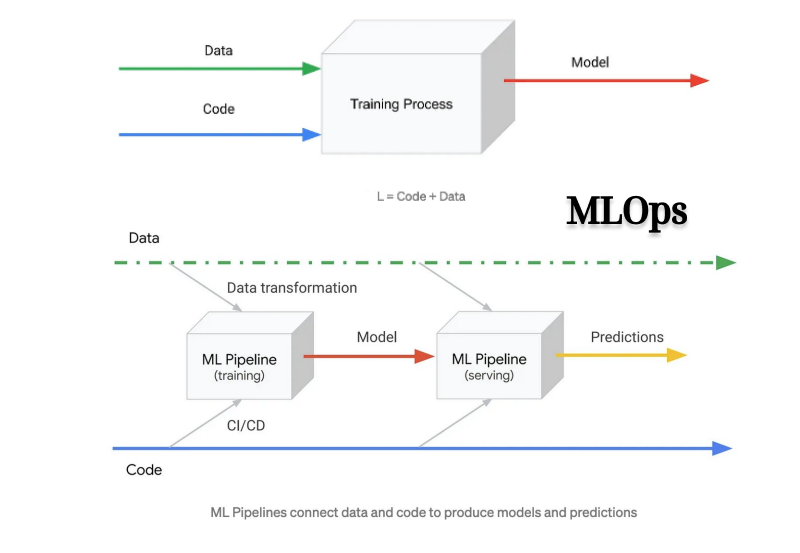 Data
Model
Training Process
Code
L = Code + Data
MLOps
Data
Data transformation
Model
Predictions
ML Pipeline
(training)
ML Pipeline
(serving)
CI/CD
Code
ML Pipelines connect data and code to produce models and predictions